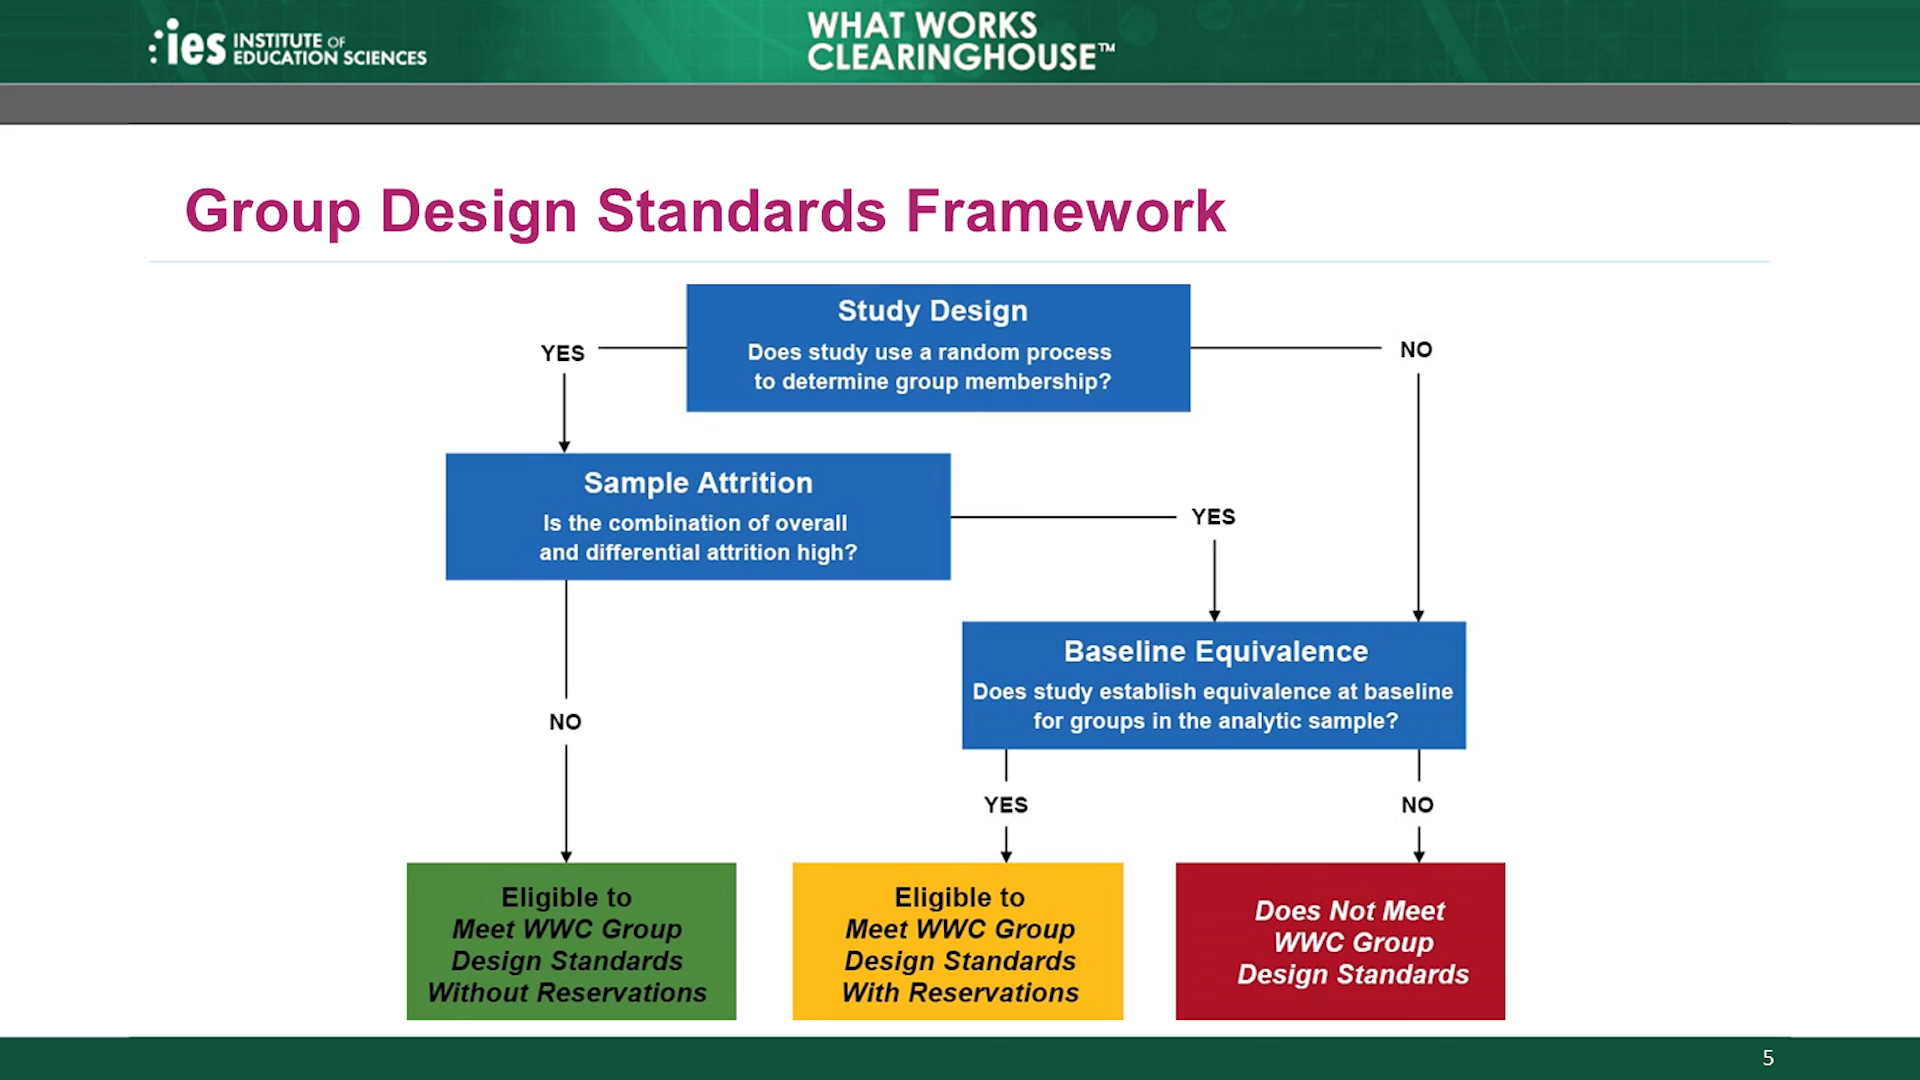 ies INSTITUTE OF
EDUCATION SCIENCES
WHAT WORKS
CLEARINGHOUSE™
Group Design Standards Framework
Study Design
Does study use a random process
to determine group membership?
YES
NO
Sample Attrition
Is the combination of overall
and differential attrition high?
YES
Baseline Equivalence
Does study establish equivalence at baseline
for groups in the analytic sample?
NO
YES
NO
Eligible to
Meet WWC Group
Design Standards
Without Reservations
Eligible to
Meet WWC Group
Design Standards
With Reservations
Does Not Meet
WWC Group
Design Standards
5